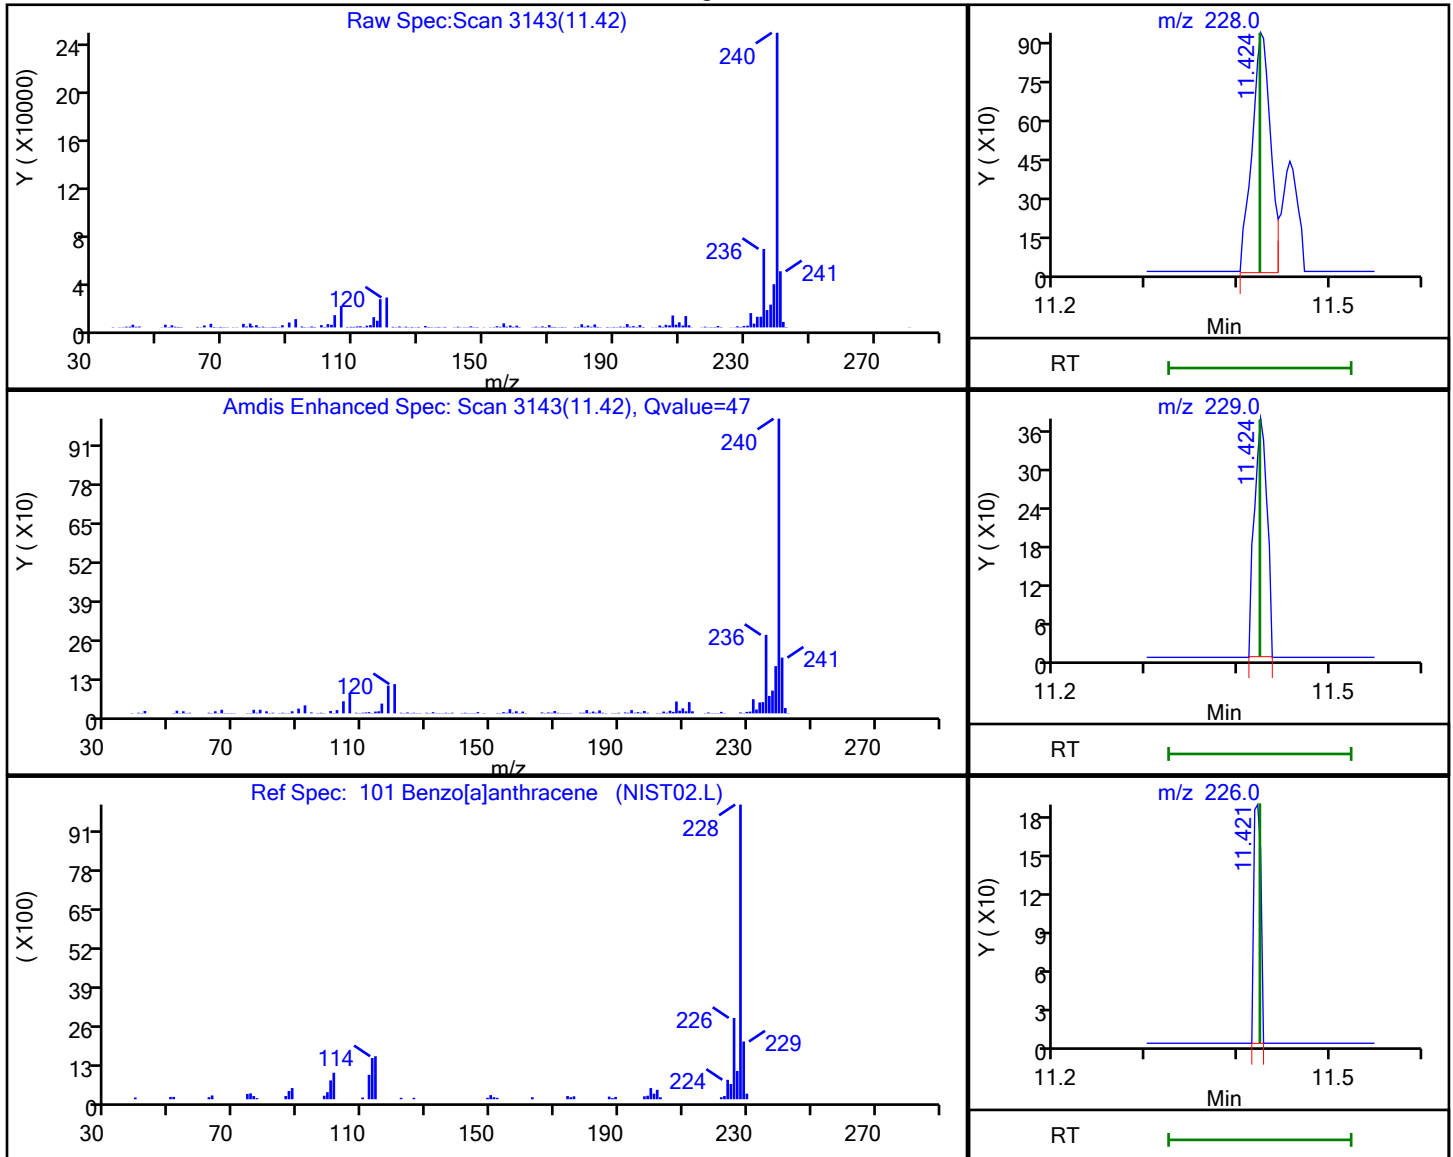 Raw Spec:Scan 3143(11.42)
Y ( X10000)
24
20
16
12
8
4
0
240
236
241
120
30 70 110 150 190 230 270
m/z
m/z 228.0
Y ( X10)
90
75
60
45
30
15
0
11.424
11.2 11.5
Min
RT
Amdis Enhanced Spec: Scan 3143(11.42), Qvalue=47
Y ( X10)
91
78
65
52
39
26
13
0
240
236
241
120
30 70 110 150 190 230 270
m/z
m/z 229.0
Y ( X10)
36
30
24
18
12
6
0
11.424
11.2 11.5
Min
RT
Ref Spec: 101 Benzo[a]anthracene (NIST02.L)
( X100)
91
78
65
52
39
26
13
0
228
226
229
224
114
30 70 110 150 190 230 270
m/z 226.0
Y ( X10)
18
15
12
9
6
3
0
11.421
11.2 11.5
Min
RT